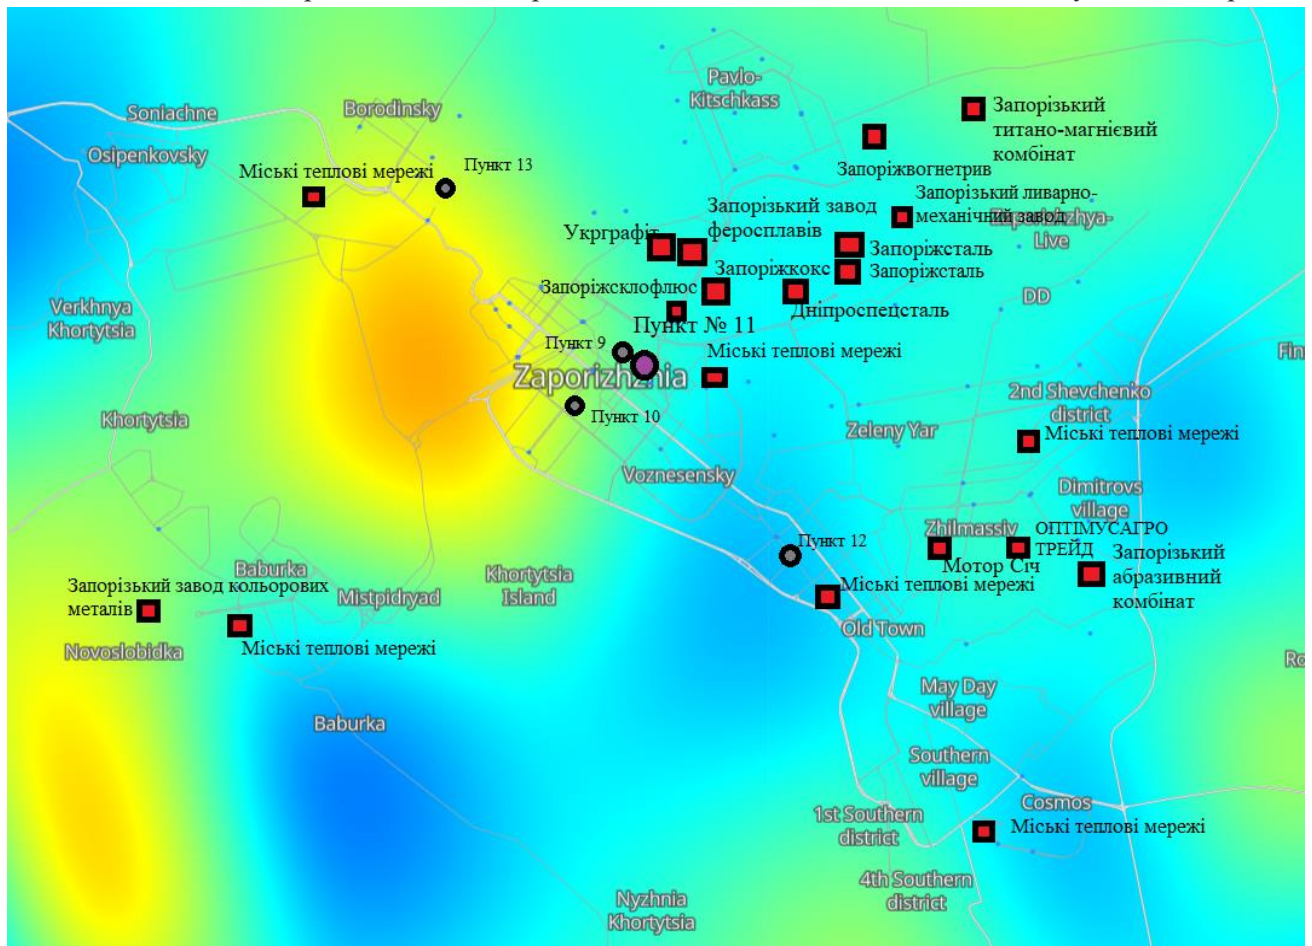 Pavlo-
Kitschkass
Soniachne
Borodinsky
Запорізький
титано-магнієвий
комбінат
Osipenkovsky
Міські теплові мережі
Пункт 13
Запоріжвогнетрив
Запорізький ливарно-
механічний завод
Zaporizhzhya-
Live
Запорізький завод
феросплавів
Укрграфіт
Запоріжсталь
Запоріжкокс
Запоріжсталь
Запоріжсклофлюс
Дніпроспецсталь
DD
Verkhnya
Khortytsia
Пункт № 11
Пункт 9
Міські теплові мережі
Fin
Zaporizhzhia
2nd Shevchenko
district
Пункт 10
Khortytsia
Zeleny Yar
Міські теплові мережі
Voznesensky
Dimitrovs
village
Zhilmassiv
ОПТІМУСАГРО
ТРЕЙД
Пункт 12
Мотор Січ
Запорізький
абразивний
комбінат
Baburka
Запорізький завод кольорових
металів
Khortytsia
Island
Mistpidryad
Міські теплові мережі
Old Town
Novoslobidka
Міські теплові мережі
Ro
May Day
village
Baburka
Southern
village
Cosmos
1st Southern
district
Міські теплові мережі
4th Southern
district
Nyzhnia
Khortytsia